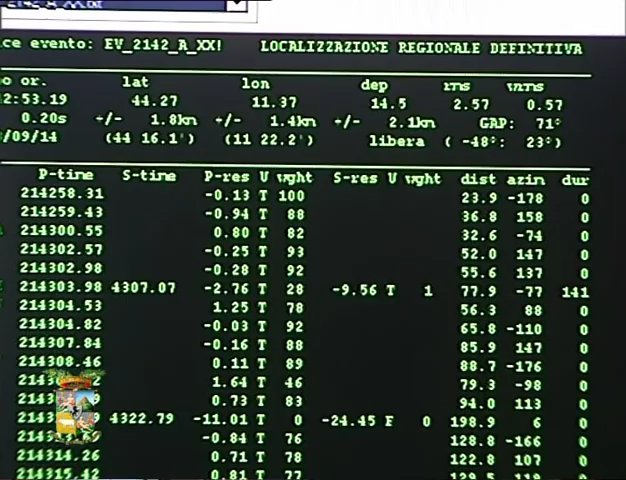 ce evento: EV_2142_A_XX! LOCALIZZAZIONE REGIONALE DEFINITIVA
o or. lat lon dep rms wrms
2:53.19 44.27 11.37 14.5 2.57 0.57
0.20s +/- 1.8km +/- 1.4km +/- 2.1km GAP: 71°
/09/14 (44 16.1') (11 22.2') libera ( -48°: 23°)
P-time S-time P-res U wght S-res U wght dist azim dur
214258.31 -0.13 T 100 23.9 -178 0
214259.43 -0.94 T 88 36.8 158 0
214300.55 0.80 T 82 32.6 -74 0
214302.57 -0.25 T 93 52.0 147 0
214302.98 -0.28 T 92 55.6 137 0
214303.98 4307.07 -2.76 T 28 -9.56 T 1 77.9 -77 141
214304.53 1.25 T 78 56.3 88 0
214304.82 -0.03 T 92 65.8 -110 0
214307.84 -0.16 T 88 85.9 147 0
214308.46 0.11 T 89 88.7 -176 0
1.64 T 46 79.3 -98 0
0.73 T 83 94.0 113 0
4322.79 -11.01 T 0 -24.45 F 0 198.9 6 0
-0.84 T 76 128.8 -166 0
214314.26 0.71 T 78 122.8 107 0
214315.42 0.81 T 77 129.5 0